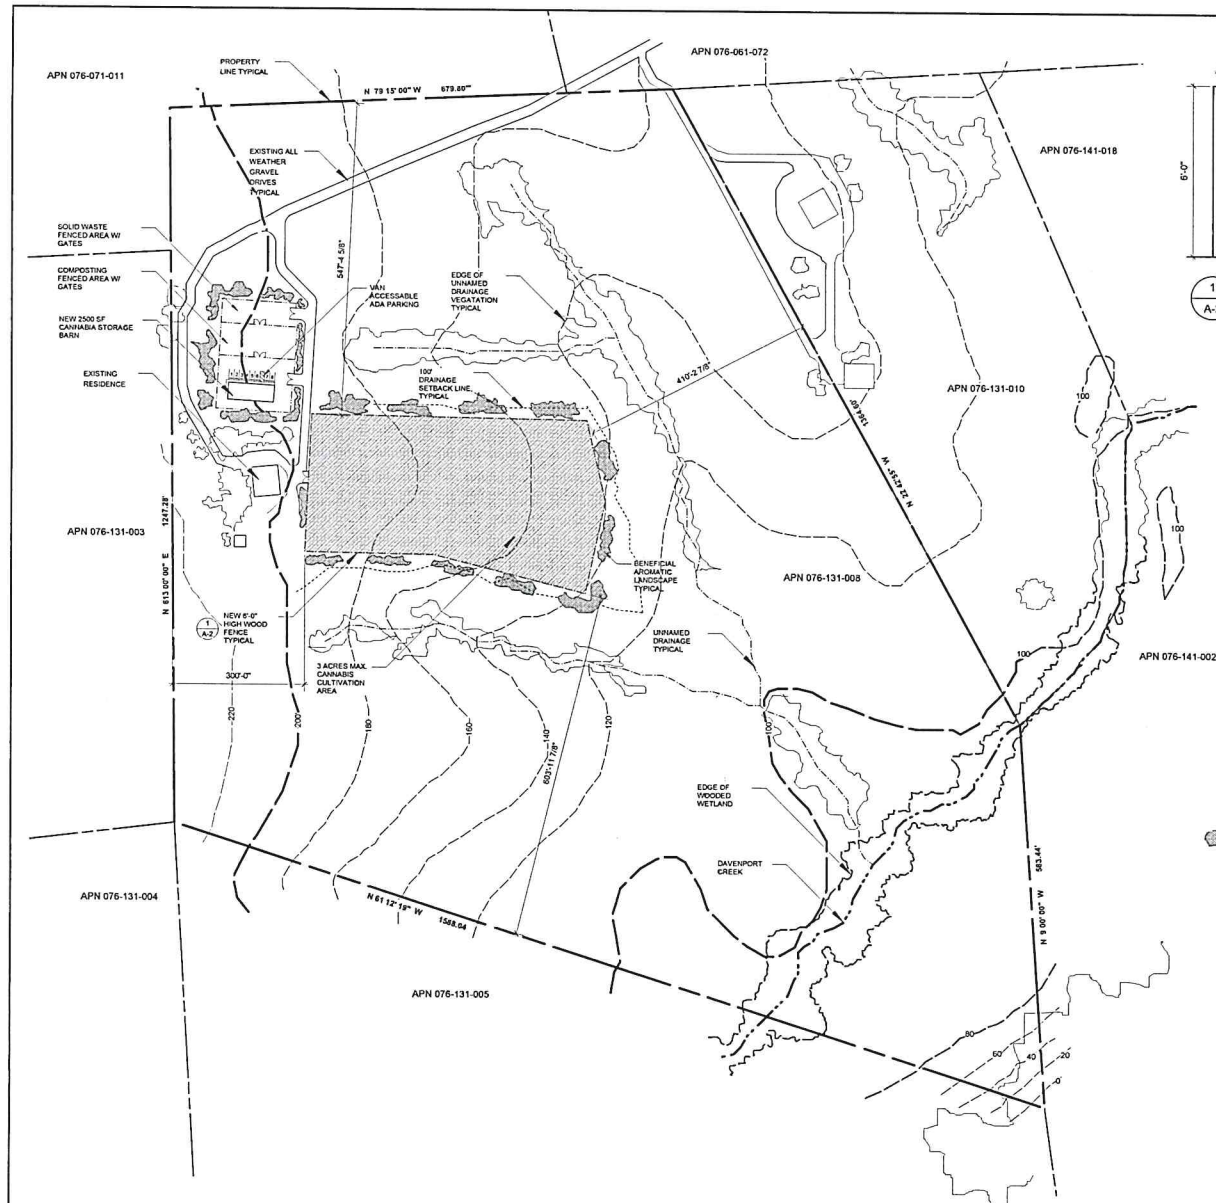 APN 076-061-072
APN 076-071-011
PROPERTY
LINE TYPICAL
N 79 15' 00" W 679.80'"
EXISTING ALL
WEATHER
GRAVEL
DRIVES
TYPICAL
APN 076-141-018
6'-0"
SOLID WASTE
FENCED AREA W/
GATES
547'-4 5/8"
COMPOSTING
FENCED AREA W/
GATES
VAN
ACCESSABLE
ADA PARKING
EDGE OF
UNNAMED
DRAINAGE
VEGATATION
TYPICAL
1
NEW 2500 SF
CANNABIA STORAGE
BARN
EXISTING
RESIDENCE
100'
DRAINAGE
SETBACK LINE,
TYPICAL
410'-2 7/8"
1364.60'
N 22 42'55" W
APN 076-131-010
100
100
N 613 00' 00" E 1247.28'
APN 076-131-003
BENEFICIAL
AROMATIC
LANDSCAPE
TYPICAL
APN 076-131-008
1
A-2
NEW 6'-0"
HIGH WOOD
FENCE
TYPICAL
UNNAMED
DRAINAGE
TYPICAL
100
APN 076-141-002
300'-0"
3 ACRES MAX.
CANNABIS
CULTIVATION
AREA
220
200'
180
160
140
120
100
603'-11 7/8"
EDGE OF
WOODED
WETLAND
DAVENPORT
CREEK
APN 076-131-004
N 61 12' 19" W 1588.04
N 9 00' 00" W 583.44'
APN 076-131-005
80
60
40
20
0'